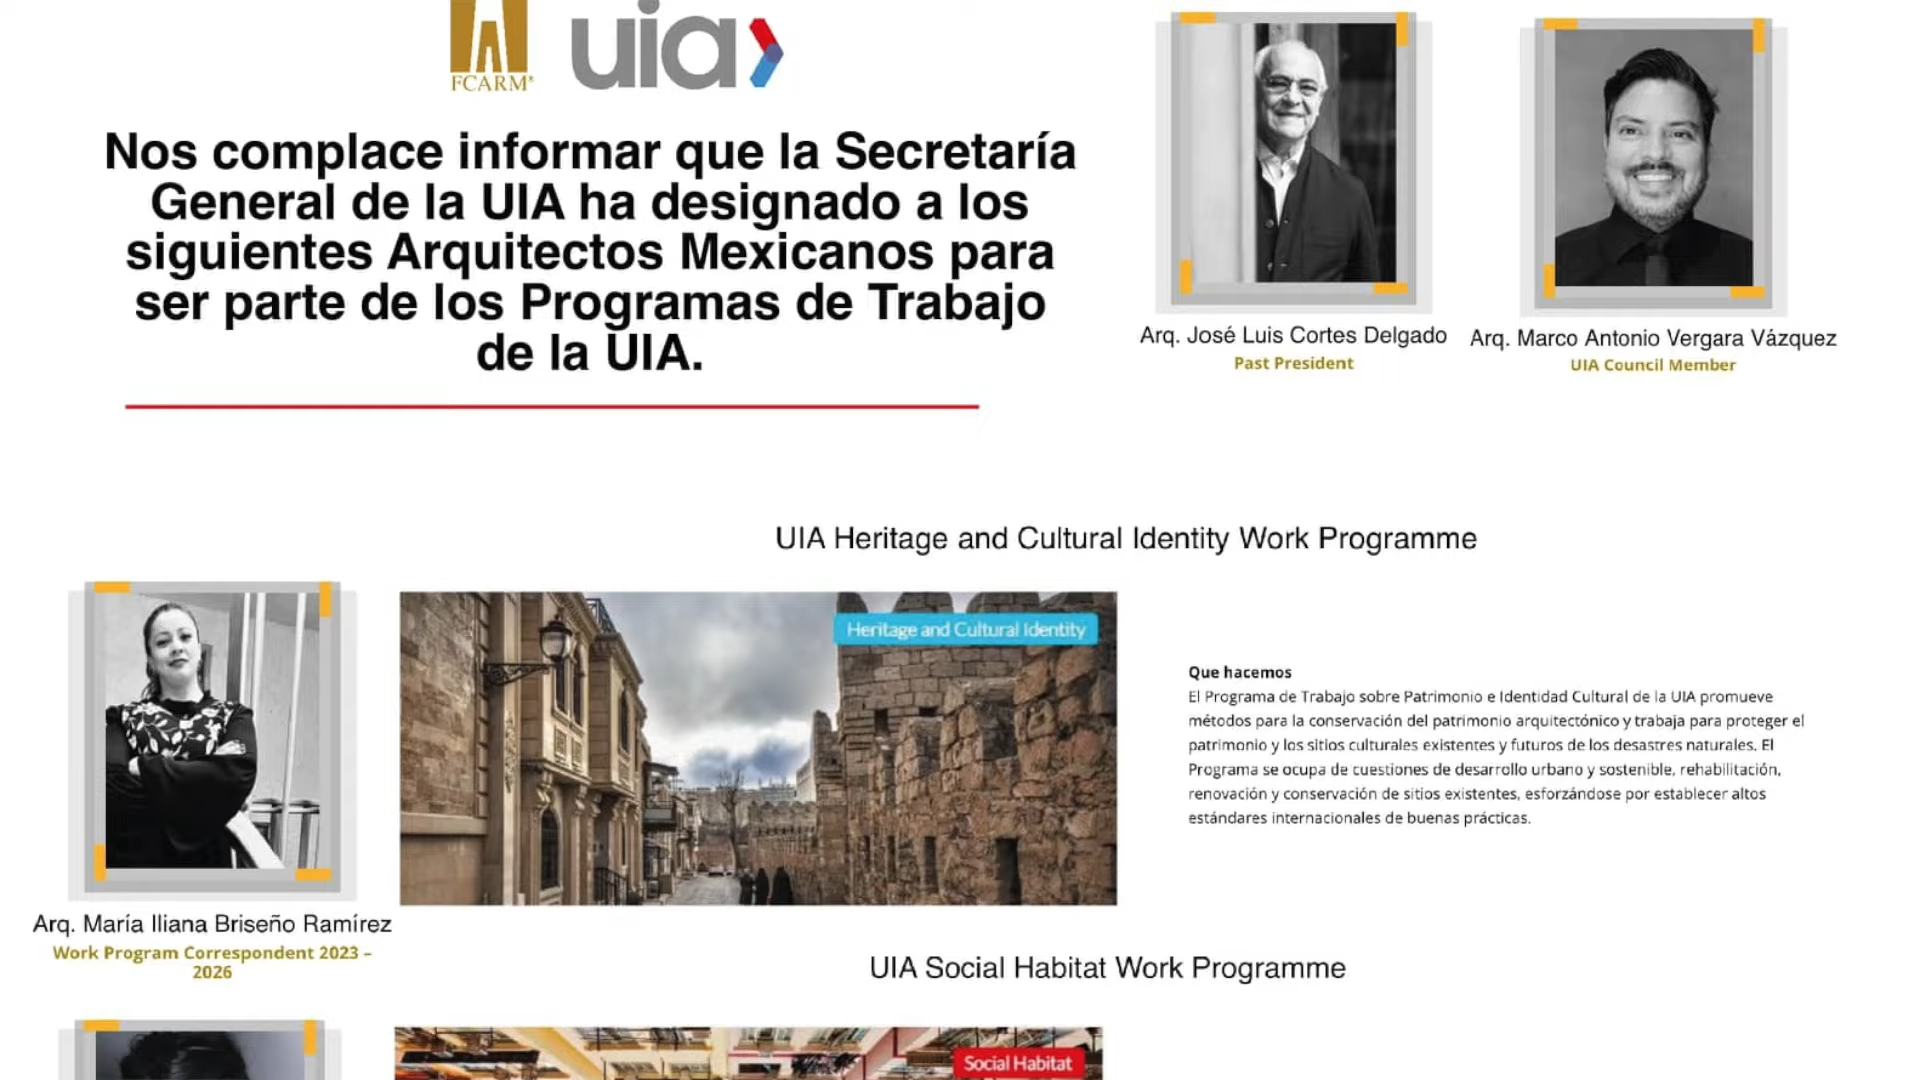 FCARM®
uia
Nos complace informar que la Secretaría
General de la UIA ha designado a los
siguientes Arquitectos Mexicanos para
ser parte de los Programas de Trabajo
de la UIA.
Arq. José Luis Cortes Delgado
Past President
Arq. Marco Antonio Vergara Vázquez
UIA Council Member
UIA Heritage and Cultural Identity Work Programme
Arq. María Iliana Briseño Ramírez
Work Program Correspondent 2023 –
2026
Heritage and Cultural Identity
Que hacemos
El Programa de Trabajo sobre Patrimonio e Identidad Cultural de la UIA promueve
métodos para la conservación del patrimonio arquitectónico y trabaja para proteger el
patrimonio y los sitios culturales existentes y futuros de los desastres naturales. El
Programa se ocupa de cuestiones de desarrollo urbano y sostenible, rehabilitación,
renovación y conservación de sitios existentes, esforzándose por establecer altos
estándares internacionales de buenas prácticas.
UIA Social Habitat Work Programme
Social Habitat